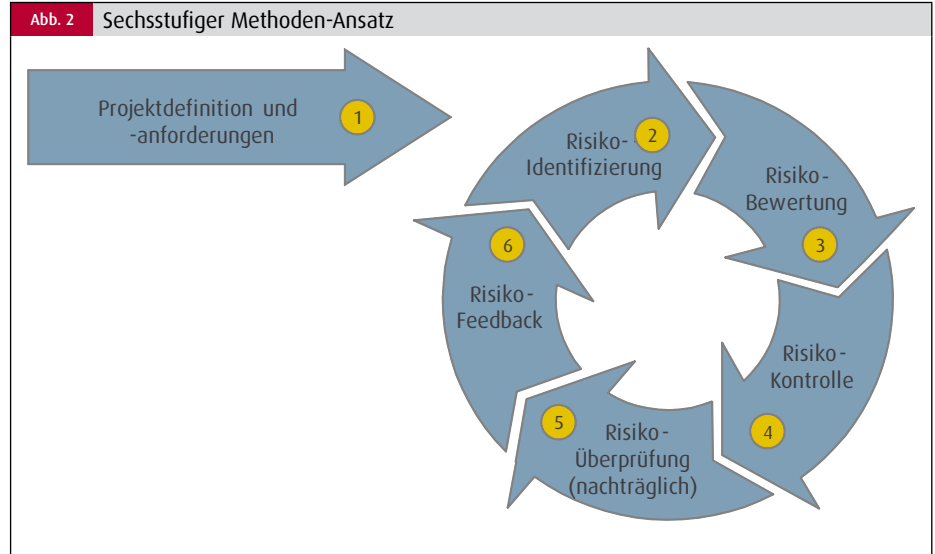 Abb. 2 Sechsstufiger Methoden-Ansatz
Projektdefinition und
-anforderungen
1
Risiko-
Identifizierung
2
Risiko-
Bewertung
3
Risiko-
Kontrolle
4
5
Risiko-
Überprüfung
(nachträglich)
6
Risiko-
Feedback